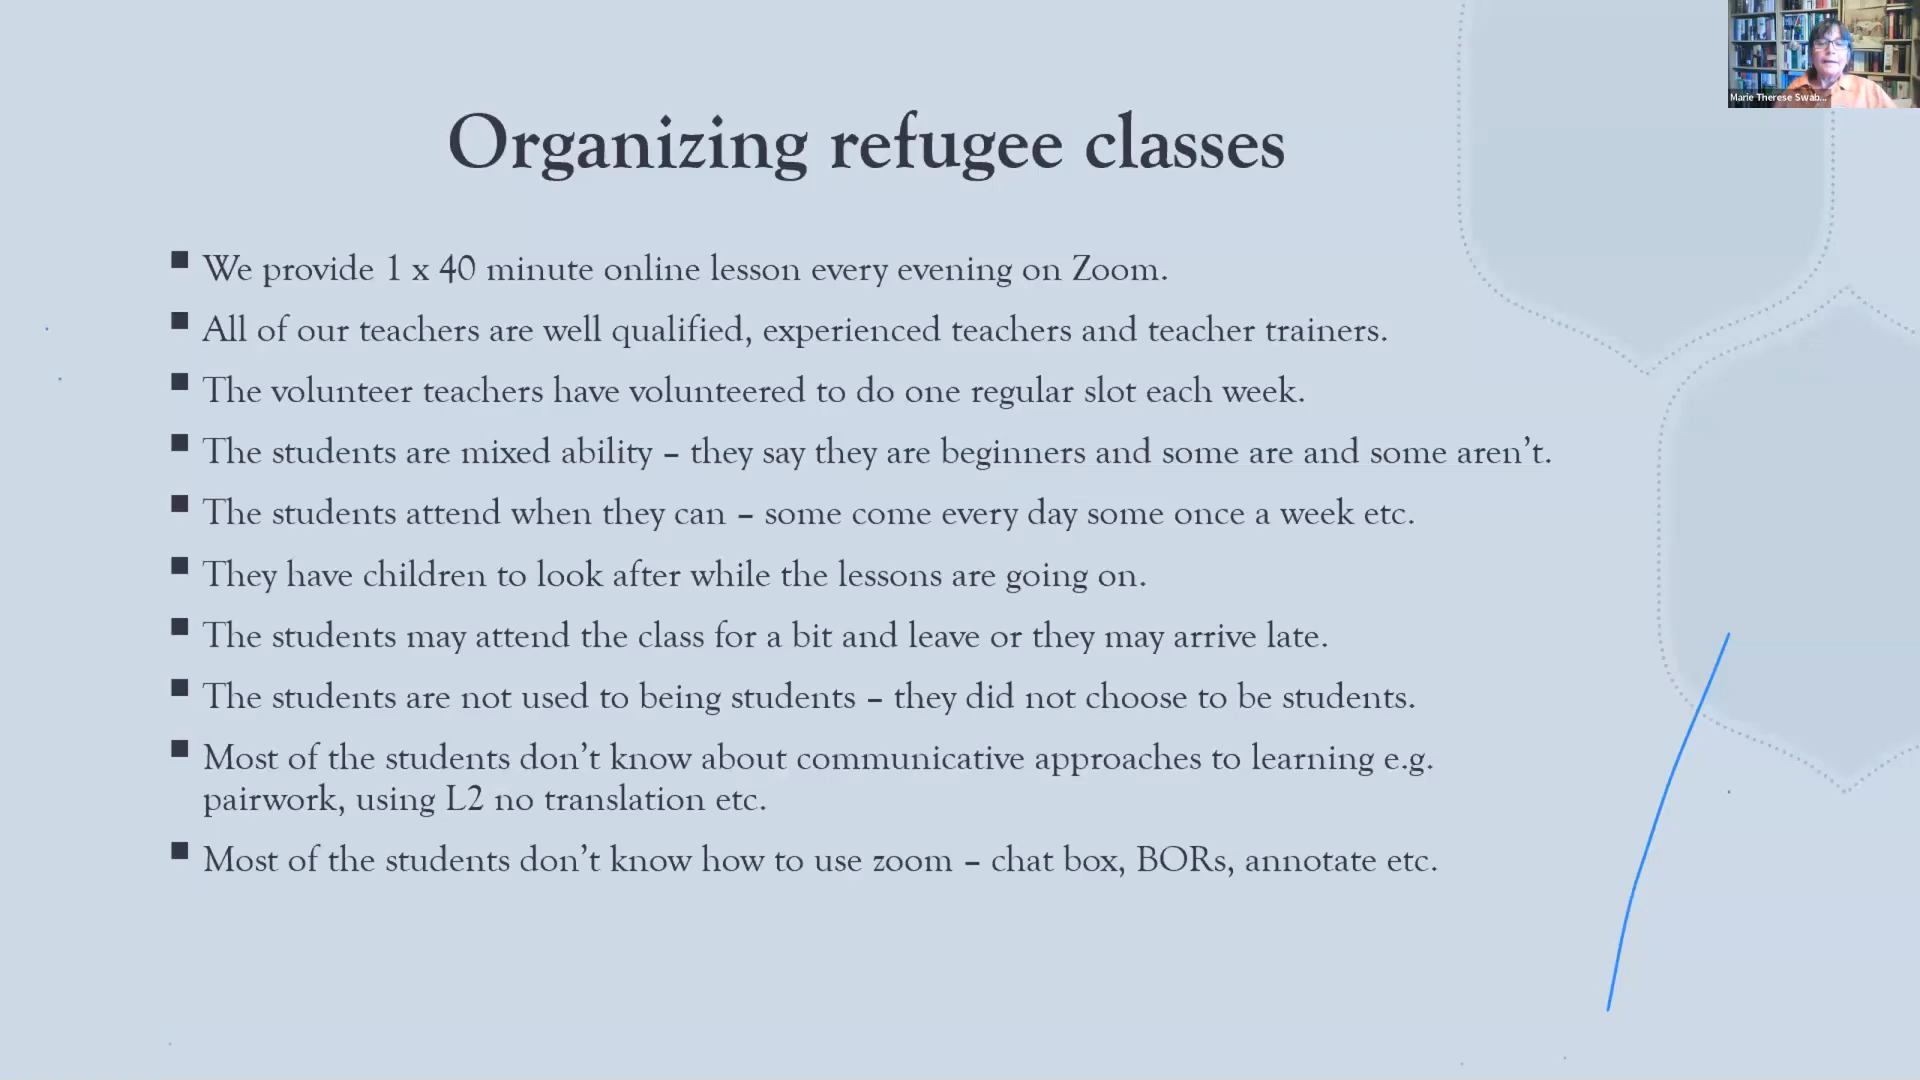 Marie Therese Swab...
Organizing refugee classes
■ We provide 1 x 40 minute online lesson every evening on Zoom.
■ All of our teachers are well qualified, experienced teachers and teacher trainers.
■ The volunteer teachers have volunteered to do one regular slot each week.
■ The students are mixed ability – they say they are beginners and some are and some aren’t.
■ The students attend when they can – some come every day some once a week etc.
■ They have children to look after while the lessons are going on.
■ The students may attend the class for a bit and leave or they may arrive late.
■ The students are not used to being students – they did not choose to be students.
■ Most of the students don’t know about communicative approaches to learning e.g.
pairwork, using L2 no translation etc.
■ Most of the students don’t know how to use zoom – chat box, BORs, annotate etc.